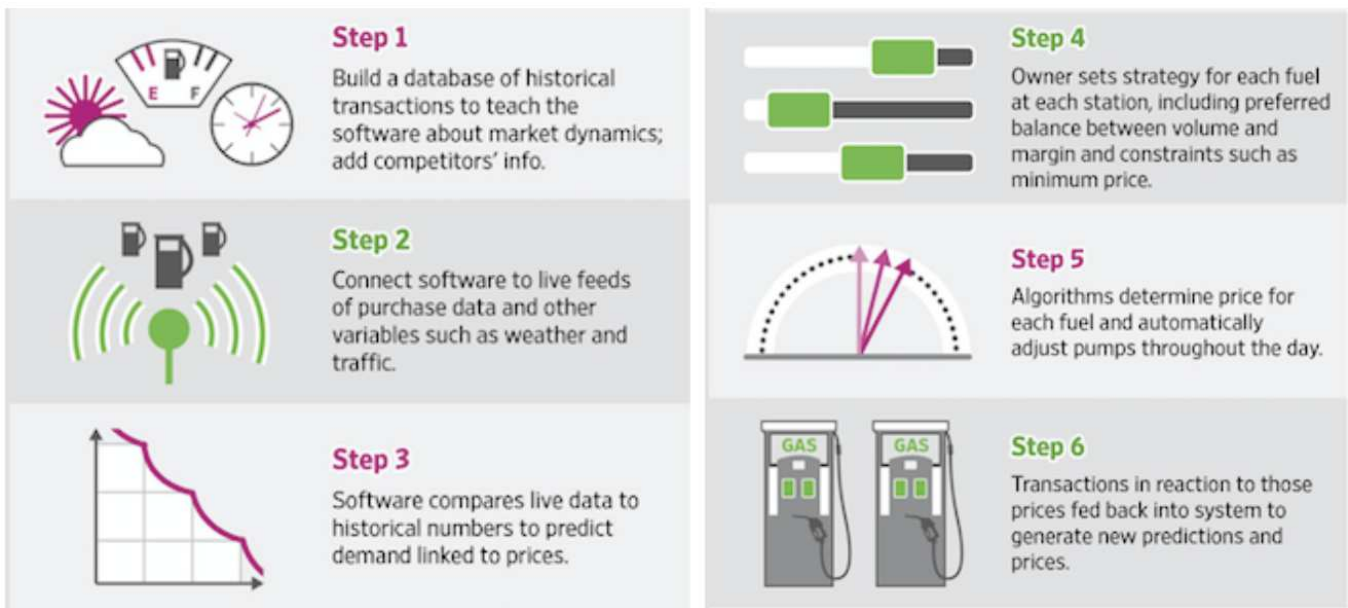 Step 1
Build a database of historical
transactions to teach the
software about market dynamics;
add competitors' info.
E F
Step 2
Connect software to live feeds
of purchase data and other
variables such as weather and
traffic.
Step 3
Software compares live data to
historical numbers to predict
demand linked to prices.
Step 4
Owner sets strategy for each fuel
at each station, including preferred
balance between volume and
margin and constraints such as
minimum price.
Step 5
Algorithms determine price for
each fuel and automatically
adjust pumps throughout the day.
GAS GAS
Step 6
Transactions in reaction to those
prices fed back into system to
generate new predictions and
prices.